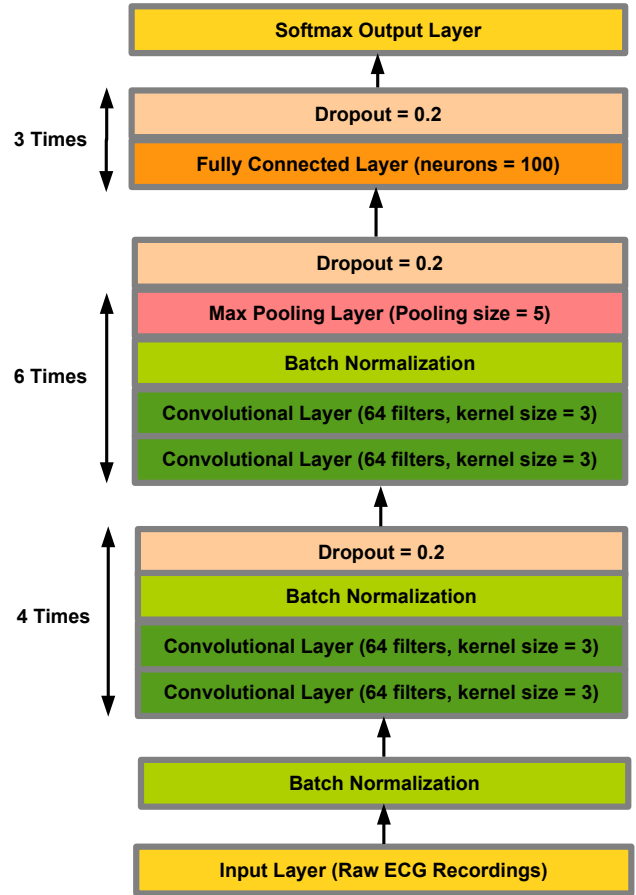 Softmax Output Layer
3 Times
Dropout = 0.2
Fully Connected Layer (neurons = 100)
6 Times
Dropout = 0.2
Max Pooling Layer (Pooling size = 5)
Batch Normalization
Convolutional Layer (64 filters, kernel size = 3)
Convolutional Layer (64 filters, kernel size = 3)
4 Times
Dropout = 0.2
Batch Normalization
Convolutional Layer (64 filters, kernel size = 3)
Convolutional Layer (64 filters, kernel size = 3)
Batch Normalization
Input Layer (Raw ECG Recordings)